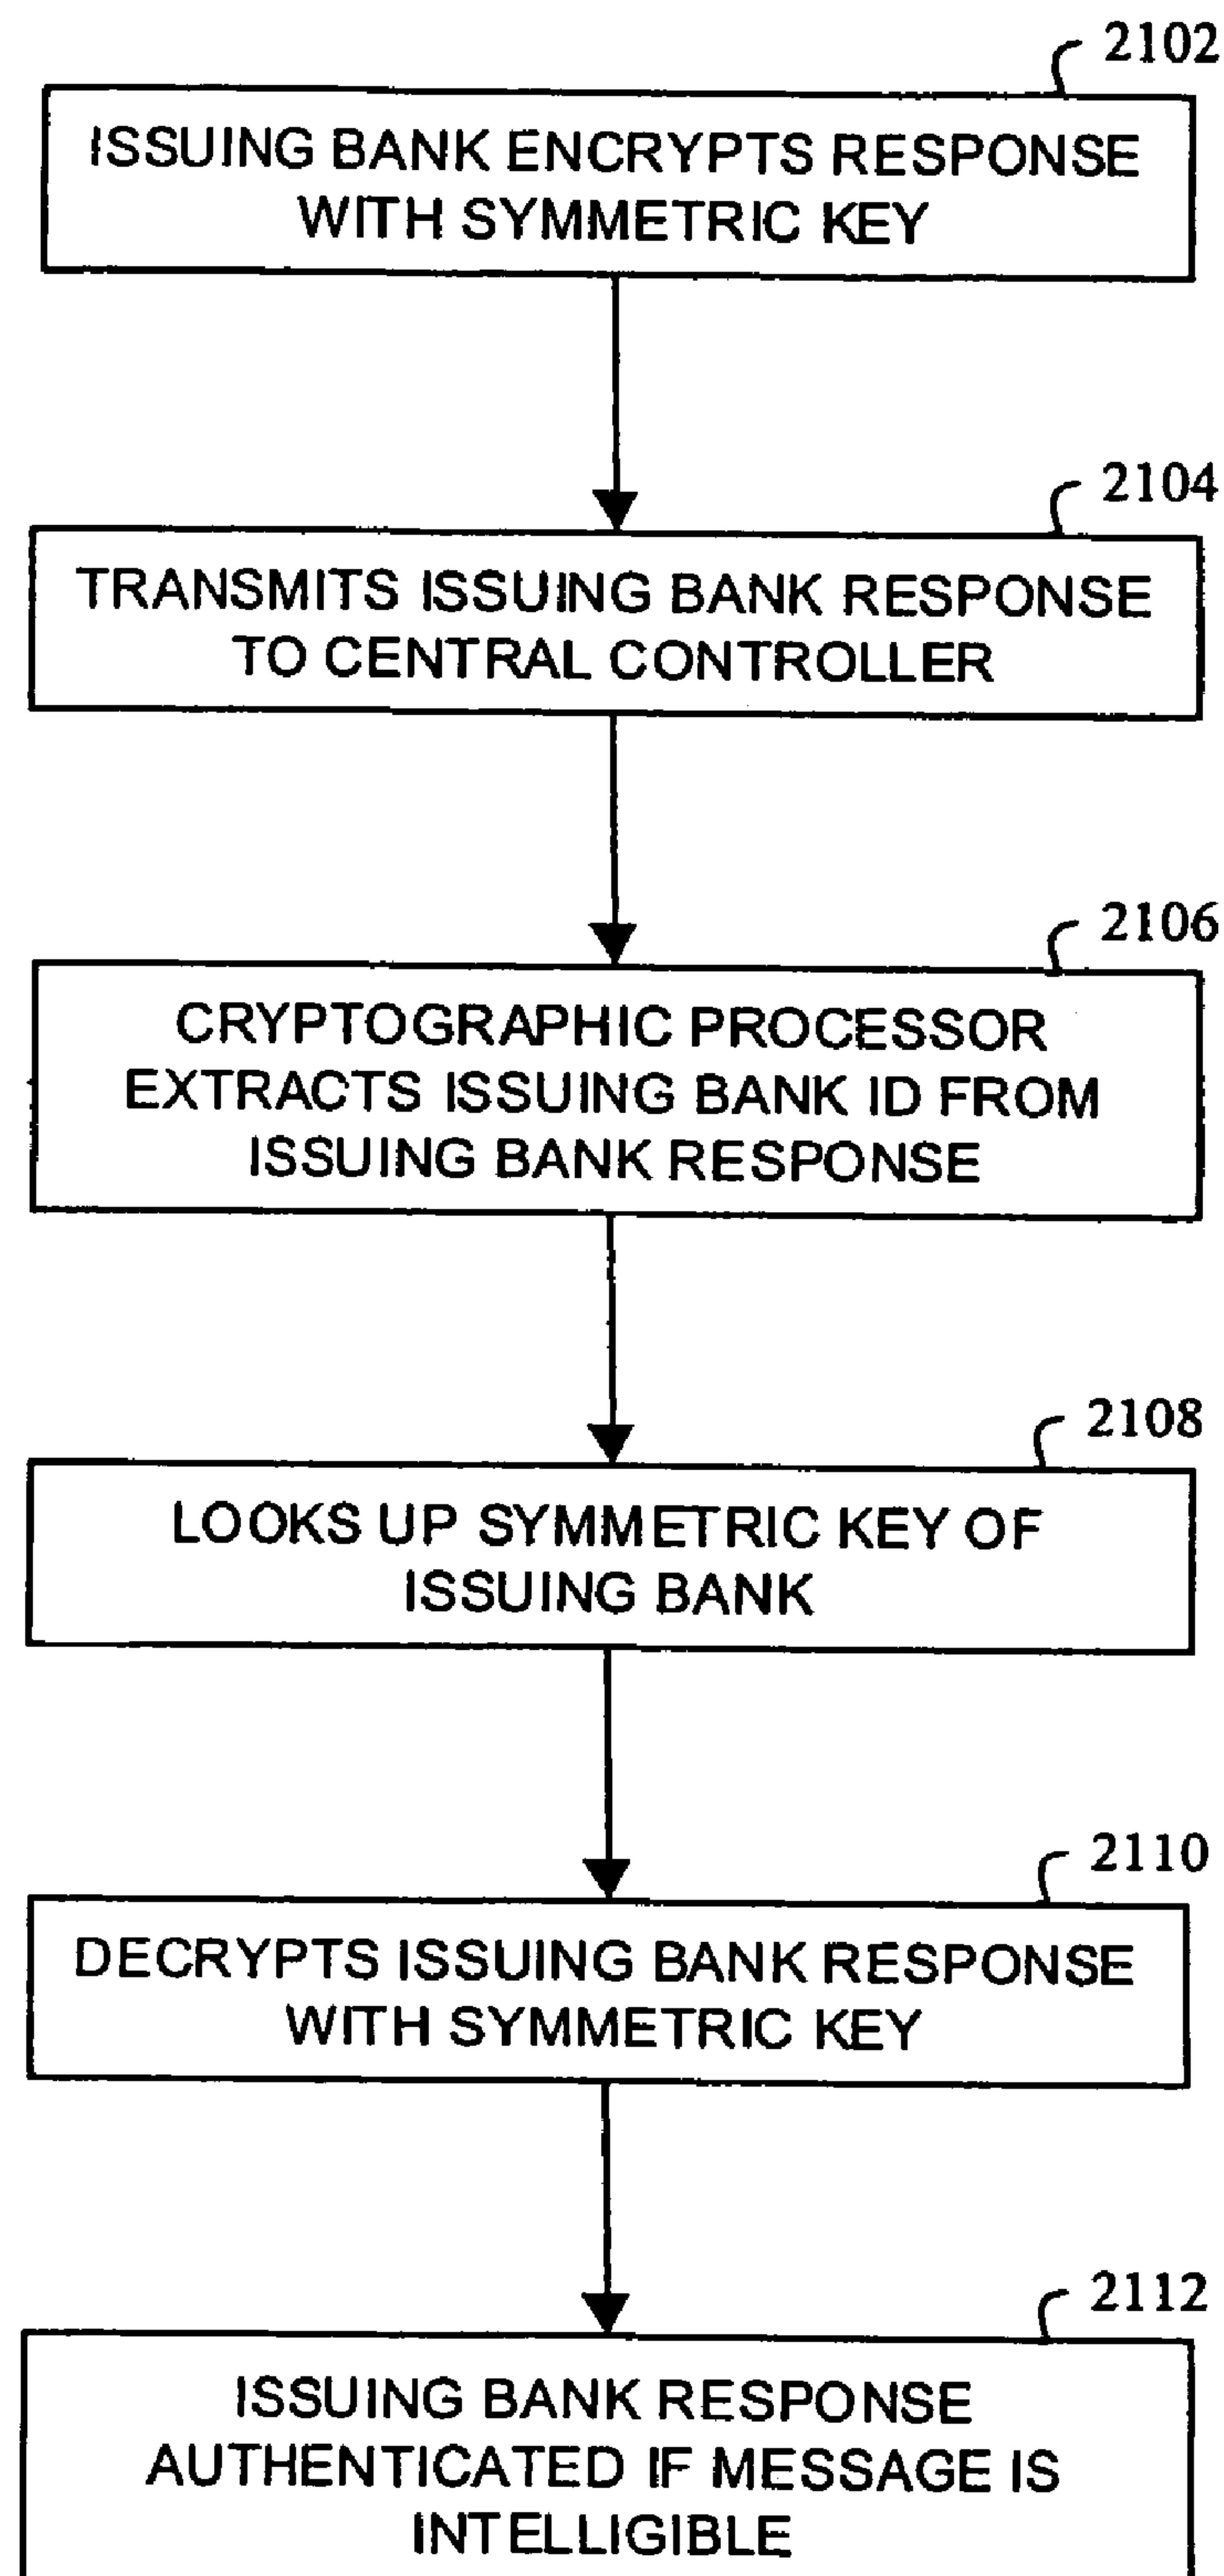 2102
ISSUING BANK ENCRYPTS RESPONSE
WITH SYMMETRIC KEY
2104
TRANSMITS ISSUING BANK RESPONSE
TO CENTRAL CONTROLLER
2106
CRYPTOGRAPHIC PROCESSOR
EXTRACTS ISSUING BANK ID FROM
ISSUING BANK RESPONSE
2108
LOOKS UP SYMMETRIC KEY OF
ISSUING BANK
2110
DECRYPTS ISSUING BANK RESPONSE
WITH SYMMETRIC KEY
2112
ISSUING BANK RESPONSE
AUTHENTICATED IF MESSAGE IS
INTELLIGIBLE